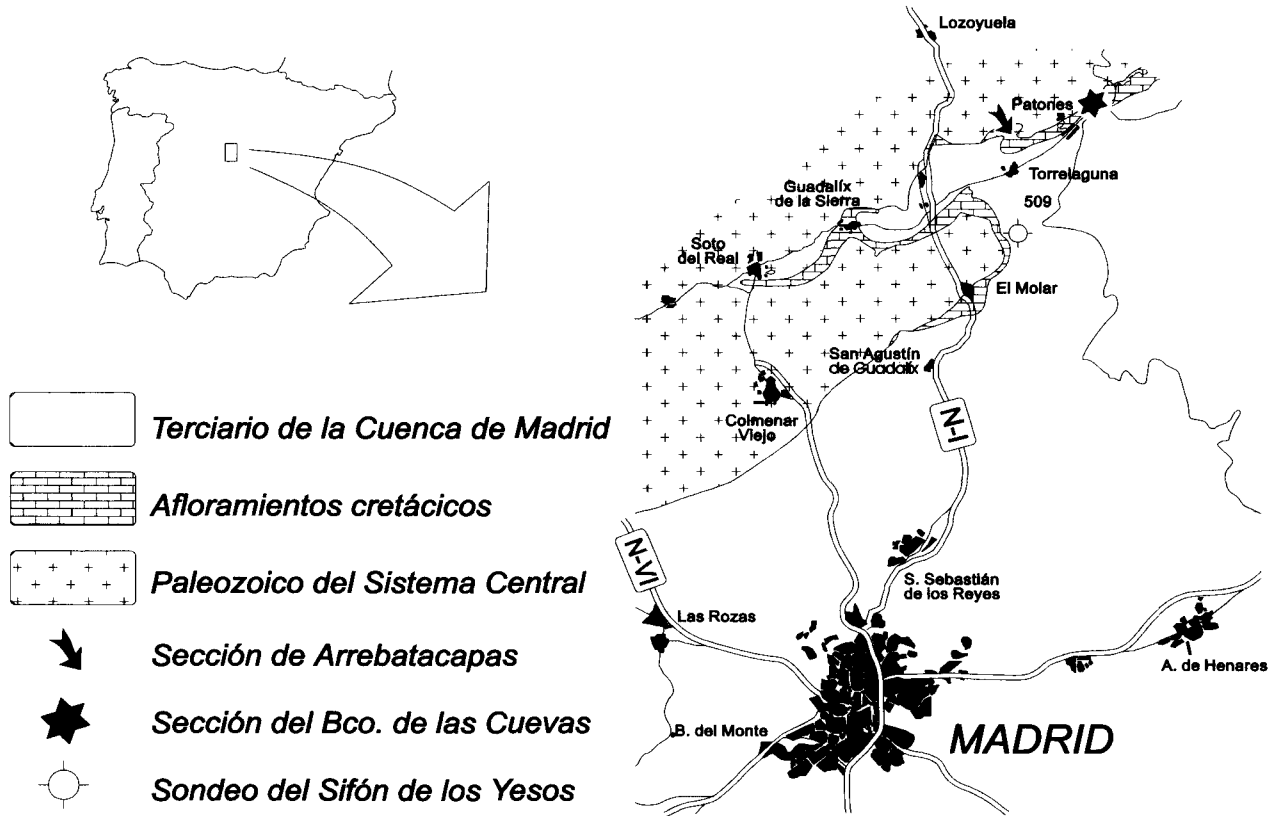 Lozoyuela
Patones
Torrelaguna
509
Guadalíx
de la Sierra
Soto
del Real
El Molar
San Agustín
de Guadalíx
Colmenar
Viejo
N-I
N-VI
S. Sebastián
de los Reyes
Las Rozas
A. de Henares
B. del Monte
MADRID
Terciario de la Cuenca de Madrid
Afloramientos cretácicos
Paleozoico del Sistema Central
Sección de Arrebatacapas
Sección del Bco. de las Cuevas
Sondeo del Sifón de los Yesos